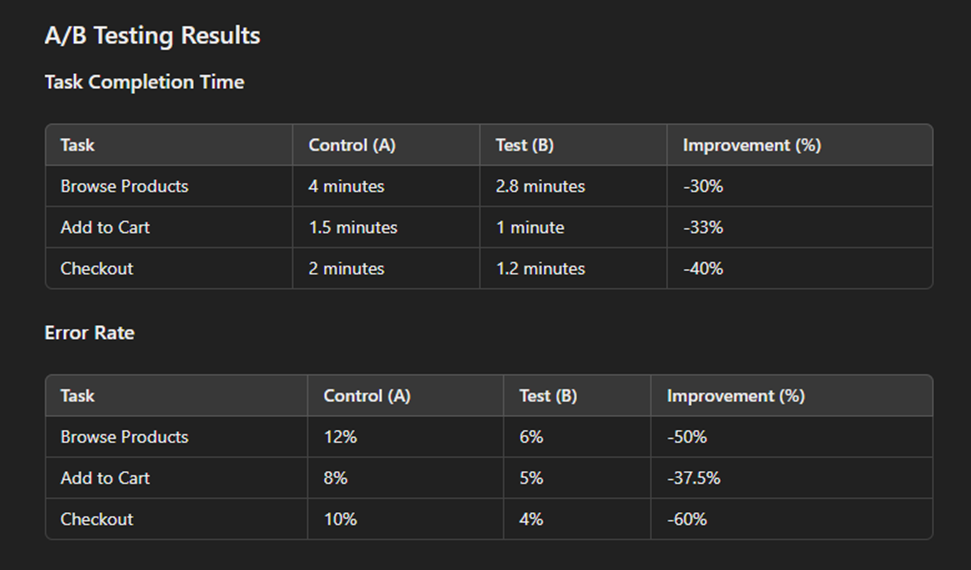 A/B Testing Results
Task Completion Time
Task Control (A) Test (B) Improvement (%)
Browse Products 4 minutes 2.8 minutes -30%
Add to Cart 1.5 minutes 1 minute -33%
Checkout 2 minutes 1.2 minutes -40%
Error Rate
Task Control (A) Test (B) Improvement (%)
Browse Products 12% 6% -50%
Add to Cart 8% 5% -37.5%
Checkout 10% 4% -60%